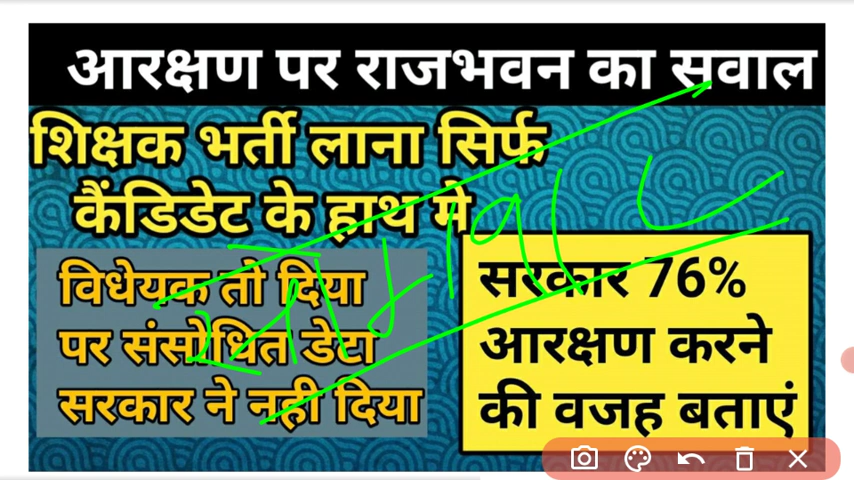 आरक्षण पर राजभवन का सवाल
शिक्षक भर्ती लाना सिर्फ
कैंडिडेट के हाथ मे
विधेयक तो दिया
पर संसोधित डेटा
सरकार ने नही दिया
सरकार 76%
आरक्षण करने
की वजह बताएं